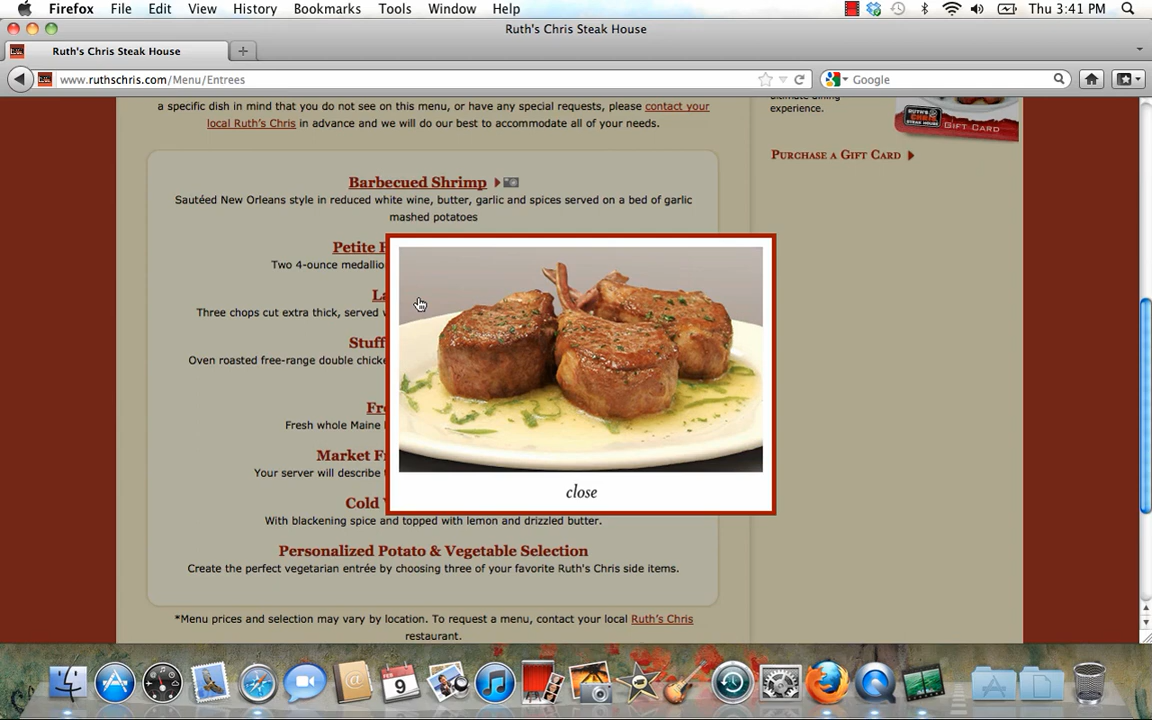 Firefox File Edit View History Bookmarks Tools Window Help Thu 3:41 PM
Ruth's Chris Steak House
Ruth's Chris Steak House
www.ruthschris.com/Menu/Entrees Google
a specific dish in mind that you do not see on this menu, or have any special requests, please contact your
local Ruth's Chris in advance and we will do our best to accommodate all of your needs.
experience.
GIFT CARD
PURCHASE A GIFT CARD
Barbecued Shrimp
Sautéed New Orleans style in reduced white wine, butter, garlic and spices served on a bed of garlic
mashed potatoes
Petite
Two 4-ounce medallio
La
Three chops cut extra thick, served
Stuff
Oven roasted free-range double chicke
Fre
Fresh whole Maine
Market
Your server will describe
Cold
With blackening spice and topped with lemon and drizzled butter.
close
Personalized Potato & Vegetable Selection
Create the perfect vegetarian entrée by choosing three of your favorite Ruth's Chris side items.
*Menu prices and selection may vary by location. To request a menu, contact your local Ruth's Chris
restaurant.
FEB
9